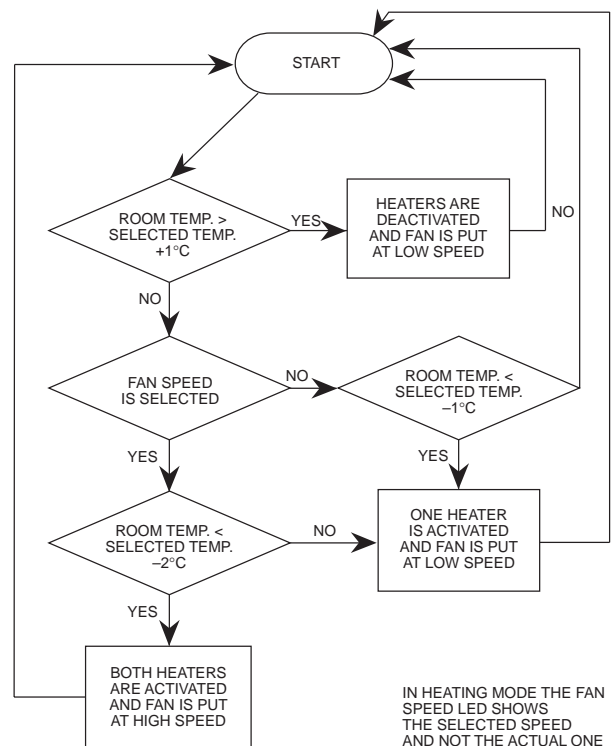 START
ROOM TEMP. >
SELECTED TEMP.
+1°C
YES
HEATERS ARE
DEACTIVATED
AND FAN IS PUT
AT LOW SPEED
NO
NO
FAN SPEED
IS SELECTED
NO
ROOM TEMP. <
SELECTED TEMP.
–1°C
YES
YES
ROOM TEMP. <
SELECTED TEMP.
–2°C
NO
ONE HEATER
IS ACTIVATED
AND FAN IS PUT
AT LOW SPEED
YES
BOTH HEATERS
ARE ACTIVATED
AND FAN IS PUT
AT HIGH SPEED
IN HEATING MODE THE FAN
SPEED LED SHOWS
THE SELECTED SPEED
AND NOT THE ACTUAL ONE